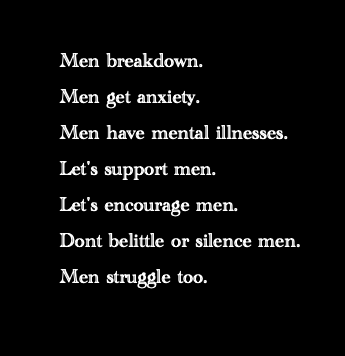 Men breakdown.
Men get anxiety.
Men have mental illnesses.
Let's support men.
Let's encourage men.
Dont belittle or silence men.
Men struggle too.